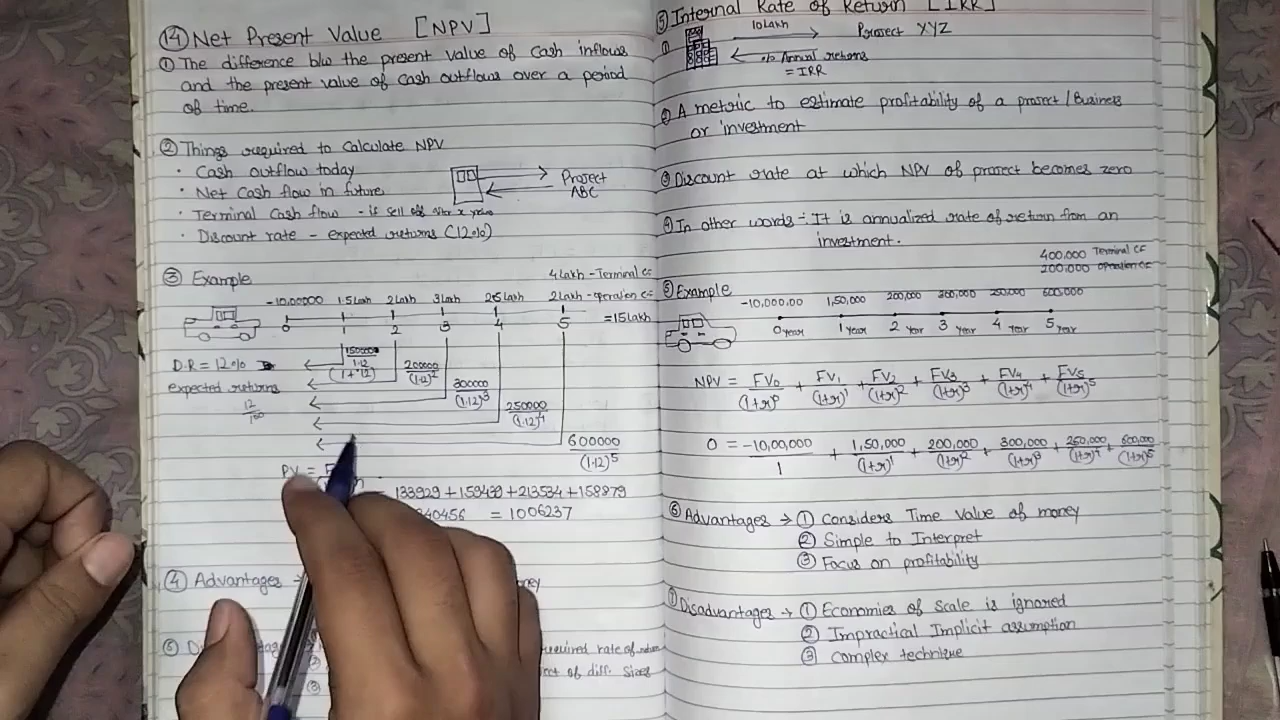 14 Net Present Value [NPV]
① The difference b/w the present value of cash inflows
and the present value of cash outflows over a period
of time.
② Things required to Calculate NPV
· Cash outflow today
· Net Cash flow in future
· Terminal Cash flow - is sell off after x years
· Discount rate - expected returns (12%)
Project
ABC
③ Example
4 Lakh - Terminal CF
-10,00000 1.5 Lakh 2 Lakh 3 Lakh 2.5 Lakh 2 Lakh - operation CF
= 15 Lakh
0 1 2 3 4 5
D.R = 12%
expected returns
12/100
150000
1.12
(1+12)
200000
(1.12)²
300000
(1.12)³
250000
(1.12)⁴
600000
(1.12)⁵
PV =
133929 + 159439 + 213534 + 158879
340456 = 1006237
④ Advantages →
⑤
required rate of return
of diff. sizes
⑤ Internal Rate of Return [IRR]
① 10 Lakh Project XYZ
% Annual returns
= IRR
② A metric to estimate profitability of a project / Business
or investment
③ Discount rate at which NPV of project becomes zero
④ In other words - It is annualized rate of return from an
investment.
400,000 Terminal CF
200,000 operation CF
⑤ Example
-10,000,00 1,50,000 200,000 300,000 250,000 600,000
0 Year 1 Year 2 Year 3 Year 4 Year 5 Year
NPV = FV₀/(1+r)⁰ + FV₁/(1+r)¹ + FV₂/(1+r)² + FV₃/(1+r)³ + FV₄/(1+r)⁴ + FV₅/(1+r)⁵
0 = -10,00,000/1 + 1,50,000/(1+r)¹ + 200,000/(1+r)² + 300,000/(1+r)³ + 250,000/(1+r)⁴ + 600,000/(1+r)⁵
⑥ Advantages → ① Considers Time Value of money
② Simple to Interpret
③ Focus on profitability
⑦ Disadvantages → ① Economies of Scale is ignored
② Impractical Implicit assumption
③ Complex technique